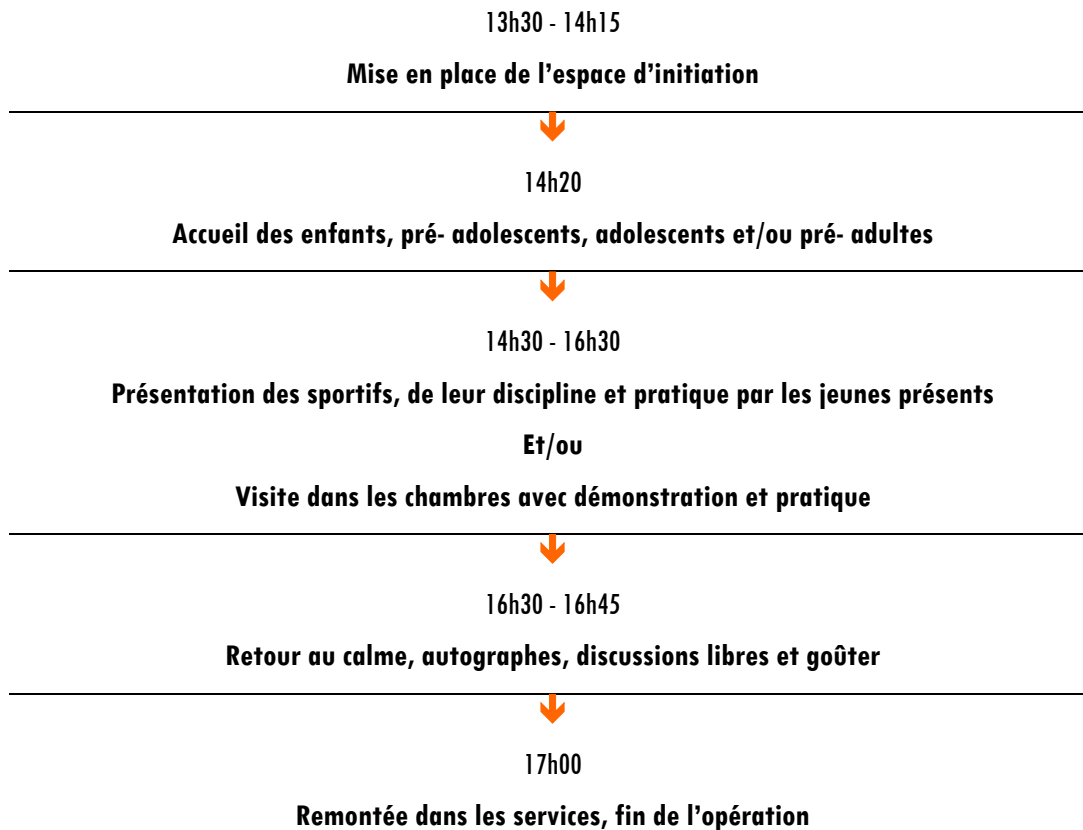 13h30 - 14h15
Mise en place de l’espace d’initiation
14h20
Accueil des enfants, pré- adolescents, adolescents et/ou pré- adultes
14h30 - 16h30
Présentation des sportifs, de leur discipline et pratique par les jeunes présents
Et/ou
Visite dans les chambres avec démonstration et pratique
16h30 - 16h45
Retour au calme, autographes, discussions libres et goûter
17h00
Remontée dans les services, fin de l’opération